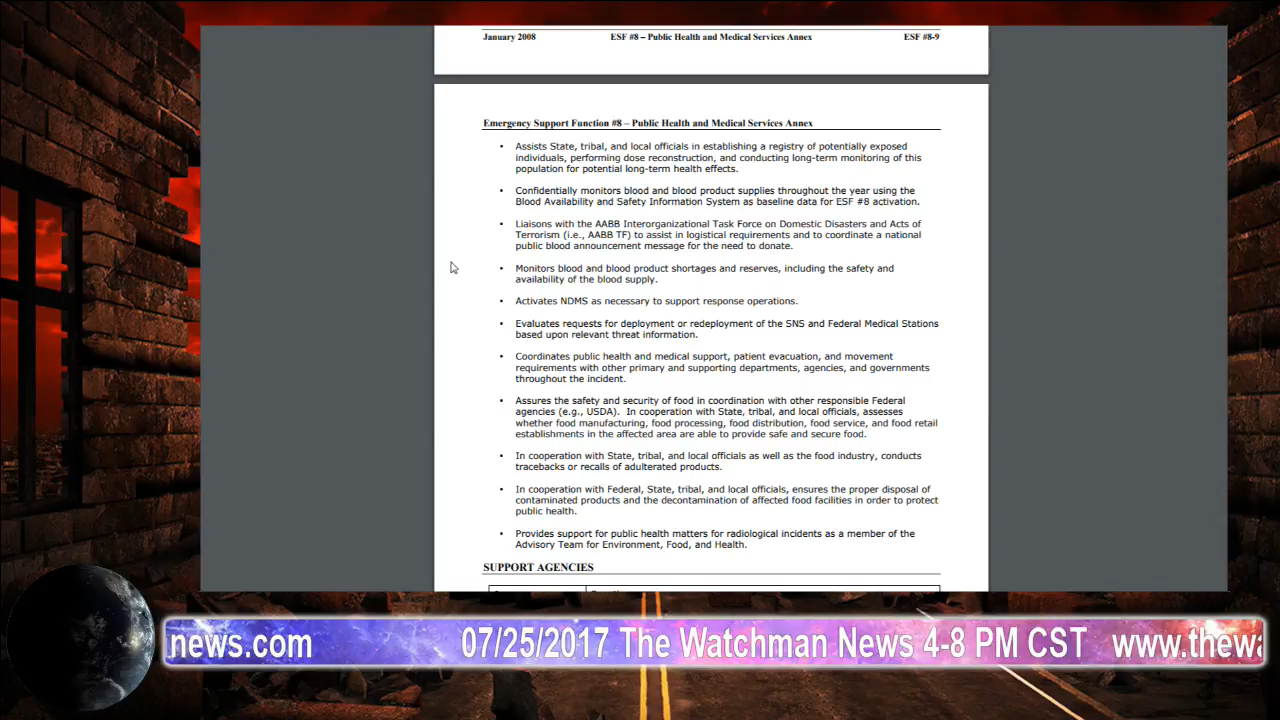 January 2008 ESF #8 – Public Health and Medical Services Annex ESF #8-9
Emergency Support Function #8 – Public Health and Medical Services Annex
• Assists State, tribal, and local officials in establishing a registry of potentially exposed
individuals, performing dose reconstruction, and conducting long-term monitoring of this
population for potential long-term health effects.
• Confidentially monitors blood and blood product supplies throughout the year using the
Blood Availability and Safety Information System as baseline data for ESF #8 activation.
• Liaisons with the AABB Interorganizational Task Force on Domestic Disasters and Acts of
Terrorism (i.e., AABB TF) to assist in logistical requirements and to coordinate a national
public blood announcement message for the need to donate.
• Monitors blood and blood product shortages and reserves, including the safety and
availability of the blood supply.
• Activates NDMS as necessary to support response operations.
• Evaluates requests for deployment or redeployment of the SNS and Federal Medical Stations
based upon relevant threat information.
• Coordinates public health and medical support, patient evacuation, and movement
requirements with other primary and supporting departments, agencies, and governments
throughout the incident.
• Assures the safety and security of food in coordination with other responsible Federal
agencies (e.g., USDA).  In cooperation with State, tribal, and local officials, assesses
whether food manufacturing, food processing, food distribution, food service, and food retail
establishments in the affected area are able to provide safe and secure food.
• In cooperation with State, tribal, and local officials as well as the food industry, conducts
tracebacks or recalls of adulterated products.
• In cooperation with Federal, State, tribal, and local officials, ensures the proper disposal of
contaminated products and the decontamination of affected food facilities in order to protect
public health.
• Provides support for public health matters for radiological incidents as a member of the
Advisory Team for Environment, Food, and Health.
SUPPORT AGENCIES
news.com 07/25/2017 The Watchman News 4-8 PM CST www.thewa